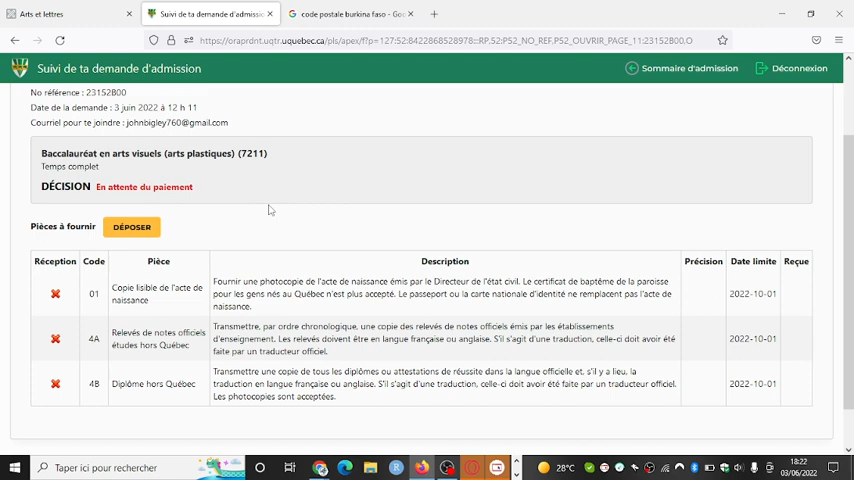 Arts et lettres
Suivi de ta demande d'admissio
code postale burkina faso - Goo
https://oraprdnt.uqtr.uquebec.ca/pls/apex/f?p=127:52:8422868528978:::RP,52:P52_NO_REF,P52_OUVRIR_PAGE_11:23152B00,O
Suivi de ta demande d'admission
Sommaire d'admission
Déconnexion
No référence : 23152B00
Date de la demande : 3 juin 2022 à 12 h 11
Courriel pour te joindre : johnbigley760@gmail.com
Baccalauréat en arts visuels (arts plastiques) (7211)
Temps complet
DÉCISION En attente du paiement
Pièces à fournir DÉPOSER
Réception Code Pièce Description Précision Date limite Reçue
01 Copie lisible de l'acte de
naissance
Fournir une photocopie de l'acte de naissance émis par le Directeur de l'état civil. Le certificat de baptême de la paroisse
pour les gens nés au Québec n'est plus accepté. Le passeport ou la carte nationale d'identité ne remplacent pas l'acte de
naissance.
2022-10-01
4A Relevés de notes officiels
études hors Québec
Transmettre, par ordre chronologique, une copie des relevés de notes officiels émis par les établissements
d'enseignement. Les relevés doivent être en langue française ou anglaise. S'il s'agit d'une traduction, celle-ci doit avoir été
faite par un traducteur officiel.
2022-10-01
4B Diplôme hors Québec
Transmettre une copie de tous les diplômes ou attestations de réussite dans la langue officielle et, s'il y a lieu, la
traduction en langue française ou anglaise. S'il s'agit d'une traduction, celle-ci doit avoir été faite par un traducteur officiel.
Les photocopies sont acceptées.
2022-10-01
Taper ici pour rechercher
28°C
18:22
03/06/2022